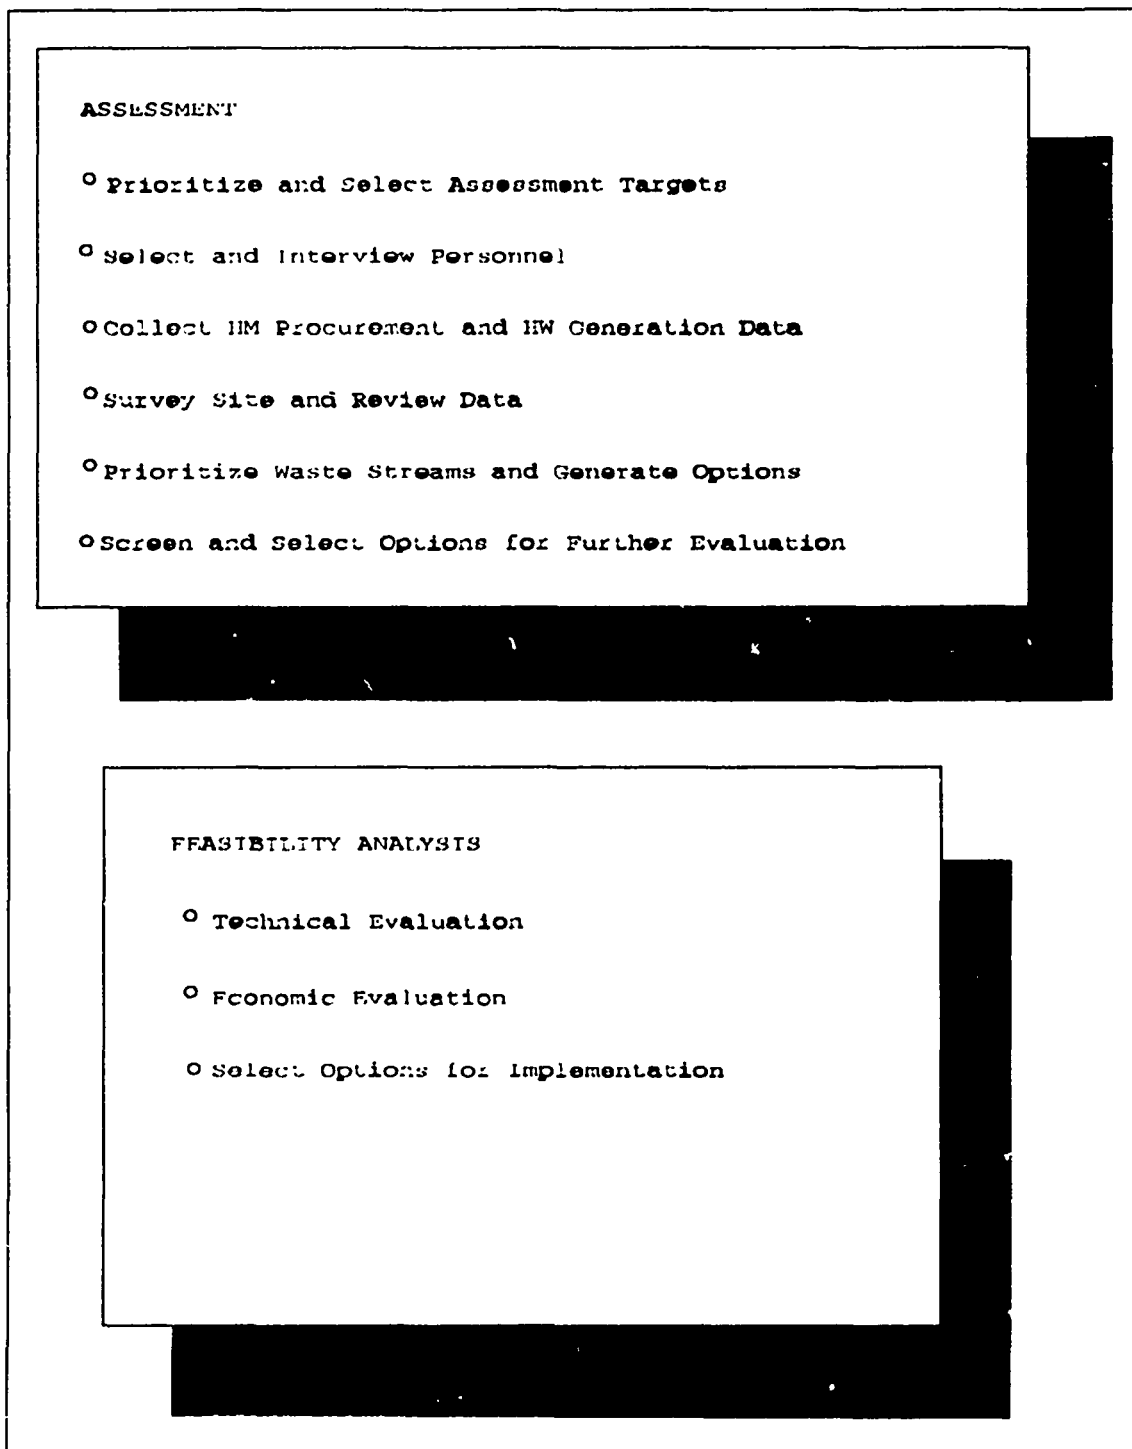 ASSESSMENT
o Prioritize and Select Assessment Targets
o Select and Interview Personnel
o Collect HM Procurement and HW Generation Data
o Survey Site and Review Data
o Prioritize Waste Streams and Generate Options
o Screen and Select Options for Further Evaluation
FEASIBILITY ANALYSIS
o Technical Evaluation
o Economic Evaluation
o Select Options for Implementation